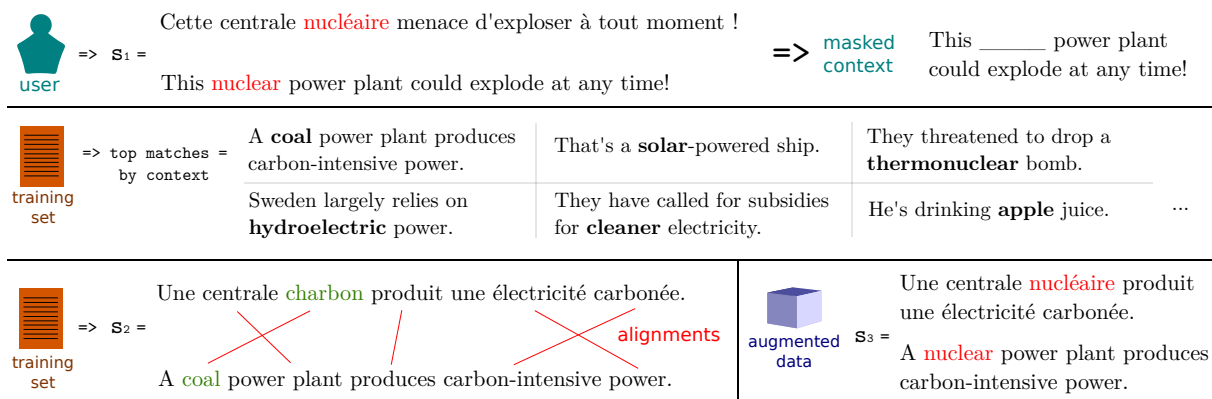 Cette centrale nucléaire menace d'exploser à tout moment !
user => S1 =
This nuclear power plant could explode at any time!
=> masked context
This _____ power plant
could explode at any time!
training set
=> top matches =
by context
A coal power plant produces
carbon-intensive power.
That's a solar-powered ship.
They threatened to drop a
thermonuclear bomb.
Sweden largely relies on
hydroelectric power.
They have called for subsidies
for cleaner electricity.
He's drinking apple juice.
...
training set
=> S2 =
Une centrale charbon produit une électricité carbonée.
alignments
A coal power plant produces carbon-intensive power.
augmented
data
S3 =
Une centrale nucléaire produit
une électricité carbonée.
A nuclear power plant produces
carbon-intensive power.